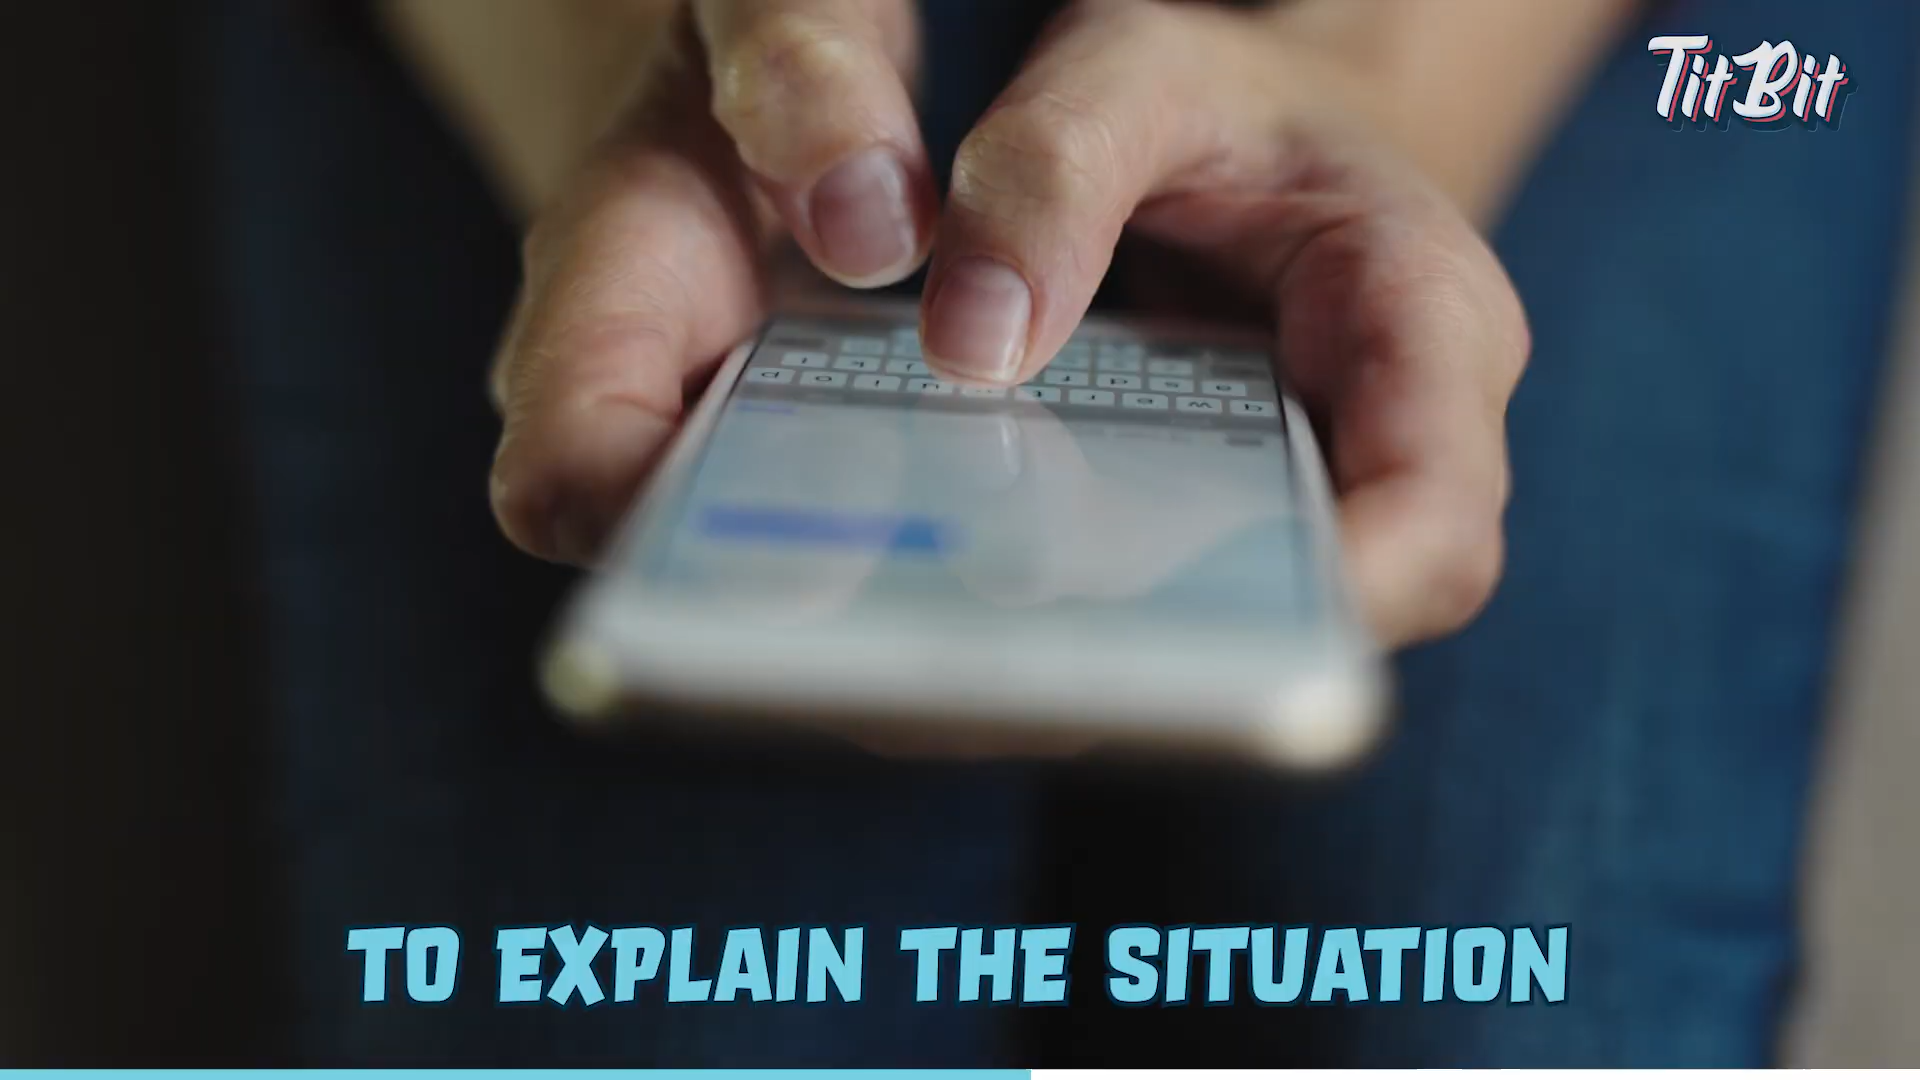 TitBit
p o i u t r e w q
l k j f d s a
TO EXPLAIN THE SITUATION